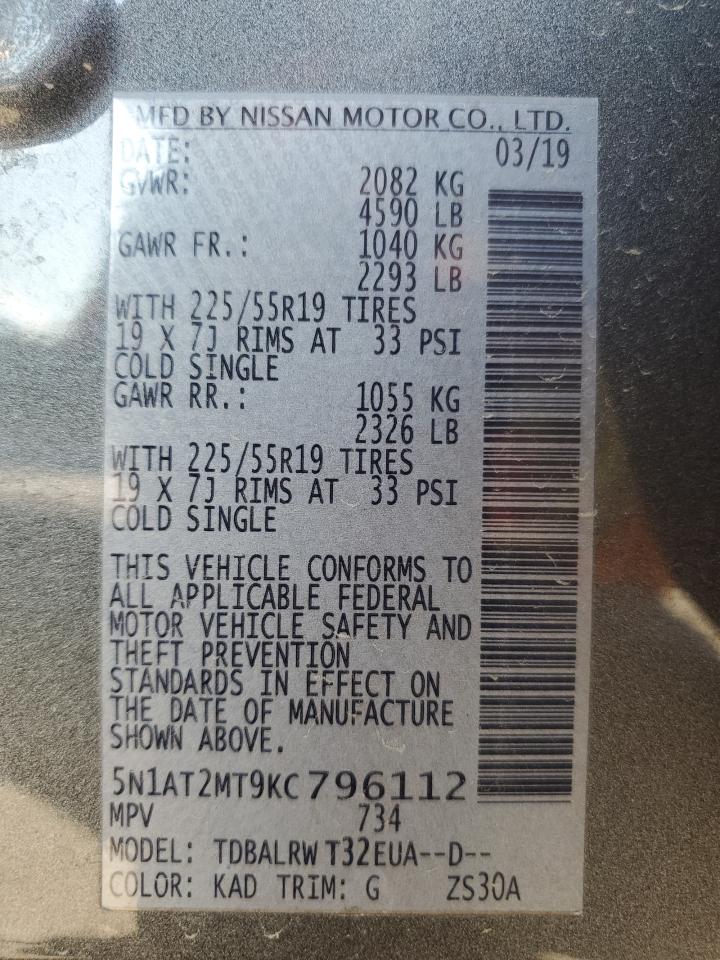 MFD BY NISSAN MOTOR CO., LTD.
DATE: 03/19
GVWR: 2082 KG
4590 LB
GAWR FR.: 1040 KG
2293 LB
WITH 225/55R19 TIRES
19 X 7J RIMS AT 33 PSI
COLD SINGLE
GAWR RR.: 1055 KG
2326 LB
WITH 225/55R19 TIRES
19 X 7J RIMS AT 33 PSI
COLD SINGLE
THIS VEHICLE CONFORMS TO
ALL APPLICABLE FEDERAL
MOTOR VEHICLE SAFETY AND
THEFT PREVENTION
STANDARDS IN EFFECT ON
THE DATE OF MANUFACTURE
SHOWN ABOVE.
5N1AT2MT9KC796112
MPV 734
MODEL: TDBALRW T32EUA--D--
COLOR: KAD TRIM: G ZS30A